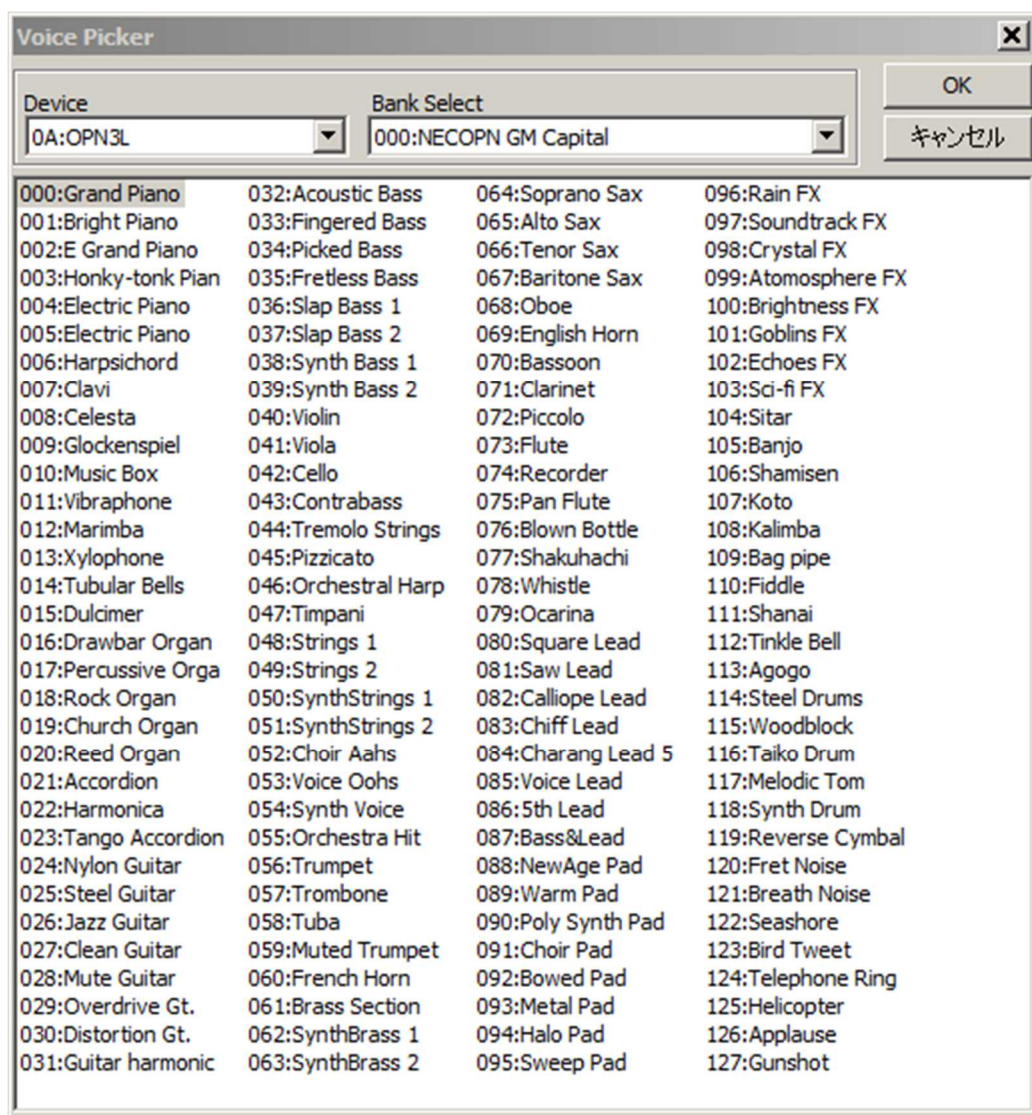 Voice Picker
Device
Bank Select
OK
0A:OPN3L
000:NECOPN GM Capital
キャンセル
000:Grand Piano
001:Bright Piano
002:E Grand Piano
003:Honky-tonk Pian
004:Electric Piano
005:Electric Piano
006:Harpsichord
007:Clavi
008:Celesta
009:Glockenspiel
010:Music Box
011:Vibraphone
012:Marimba
013:Xylophone
014:Tubular Bells
015:Dulcimer
016:Drawbar Organ
017:Percussive Orga
018:Rock Organ
019:Church Organ
020:Reed Organ
021:Accordion
022:Harmonica
023:Tango Accordion
024:Nylon Guitar
025:Steel Guitar
026:Jazz Guitar
027:Clean Guitar
028:Mute Guitar
029:Overdrive Gt.
030:Distortion Gt.
031:Guitar harmonic
032:Acoustic Bass
033:Fingered Bass
034:Picked Bass
035:Fretless Bass
036:Slap Bass 1
037:Slap Bass 2
038:Synth Bass 1
039:Synth Bass 2
040:Violin
041:Viola
042:Cello
043:Contrabass
044:Tremolo Strings
045:Pizzicato
046:Orchestral Harp
047:Timpani
048:Strings 1
049:Strings 2
050:SynthStrings 1
051:SynthStrings 2
052:Choir Aahs
053:Voice Oohs
054:Synth Voice
055:Orchestra Hit
056:Trumpet
057:Trombone
058:Tuba
059:Muted Trumpet
060:French Horn
061:Brass Section
062:SynthBrass 1
063:SynthBrass 2
064:Soprano Sax
065:Alto Sax
066:Tenor Sax
067:Baritone Sax
068:Oboe
069:English Horn
070:Bassoon
071:Clarinet
072:Piccolo
073:Flute
074:Recorder
075:Pan Flute
076:Blown Bottle
077:Shakuhachi
078:Whistle
079:Ocarina
080:Square Lead
081:Saw Lead
082:Calliope Lead
083:Chiff Lead
084:Charang Lead 5
085:Voice Lead
086:5th Lead
087:Bass&Lead
088:NewAge Pad
089:Warm Pad
090:Poly Synth Pad
091:Choir Pad
092:Bowed Pad
093:Metal Pad
094:Halo Pad
095:Sweep Pad
096:Rain FX
097:Soundtrack FX
098:Crystal FX
099:Atomosphere FX
100:Brightness FX
101:Goblins FX
102:Echoes FX
103:Sci-fi FX
104:Sitar
105:Banjo
106:Shamisen
107:Koto
108:Kalimba
109:Bag pipe
110:Fiddle
111:Shanai
112:Tinkle Bell
113:Agogo
114:Steel Drums
115:Woodblock
116:Taiko Drum
117:Melodic Tom
118:Synth Drum
119:Reverse Cymbal
120:Fret Noise
121:Breath Noise
122:Seashore
123:Bird Tweet
124:Telephone Ring
125:Helicopter
126:Applause
127:Gunshot